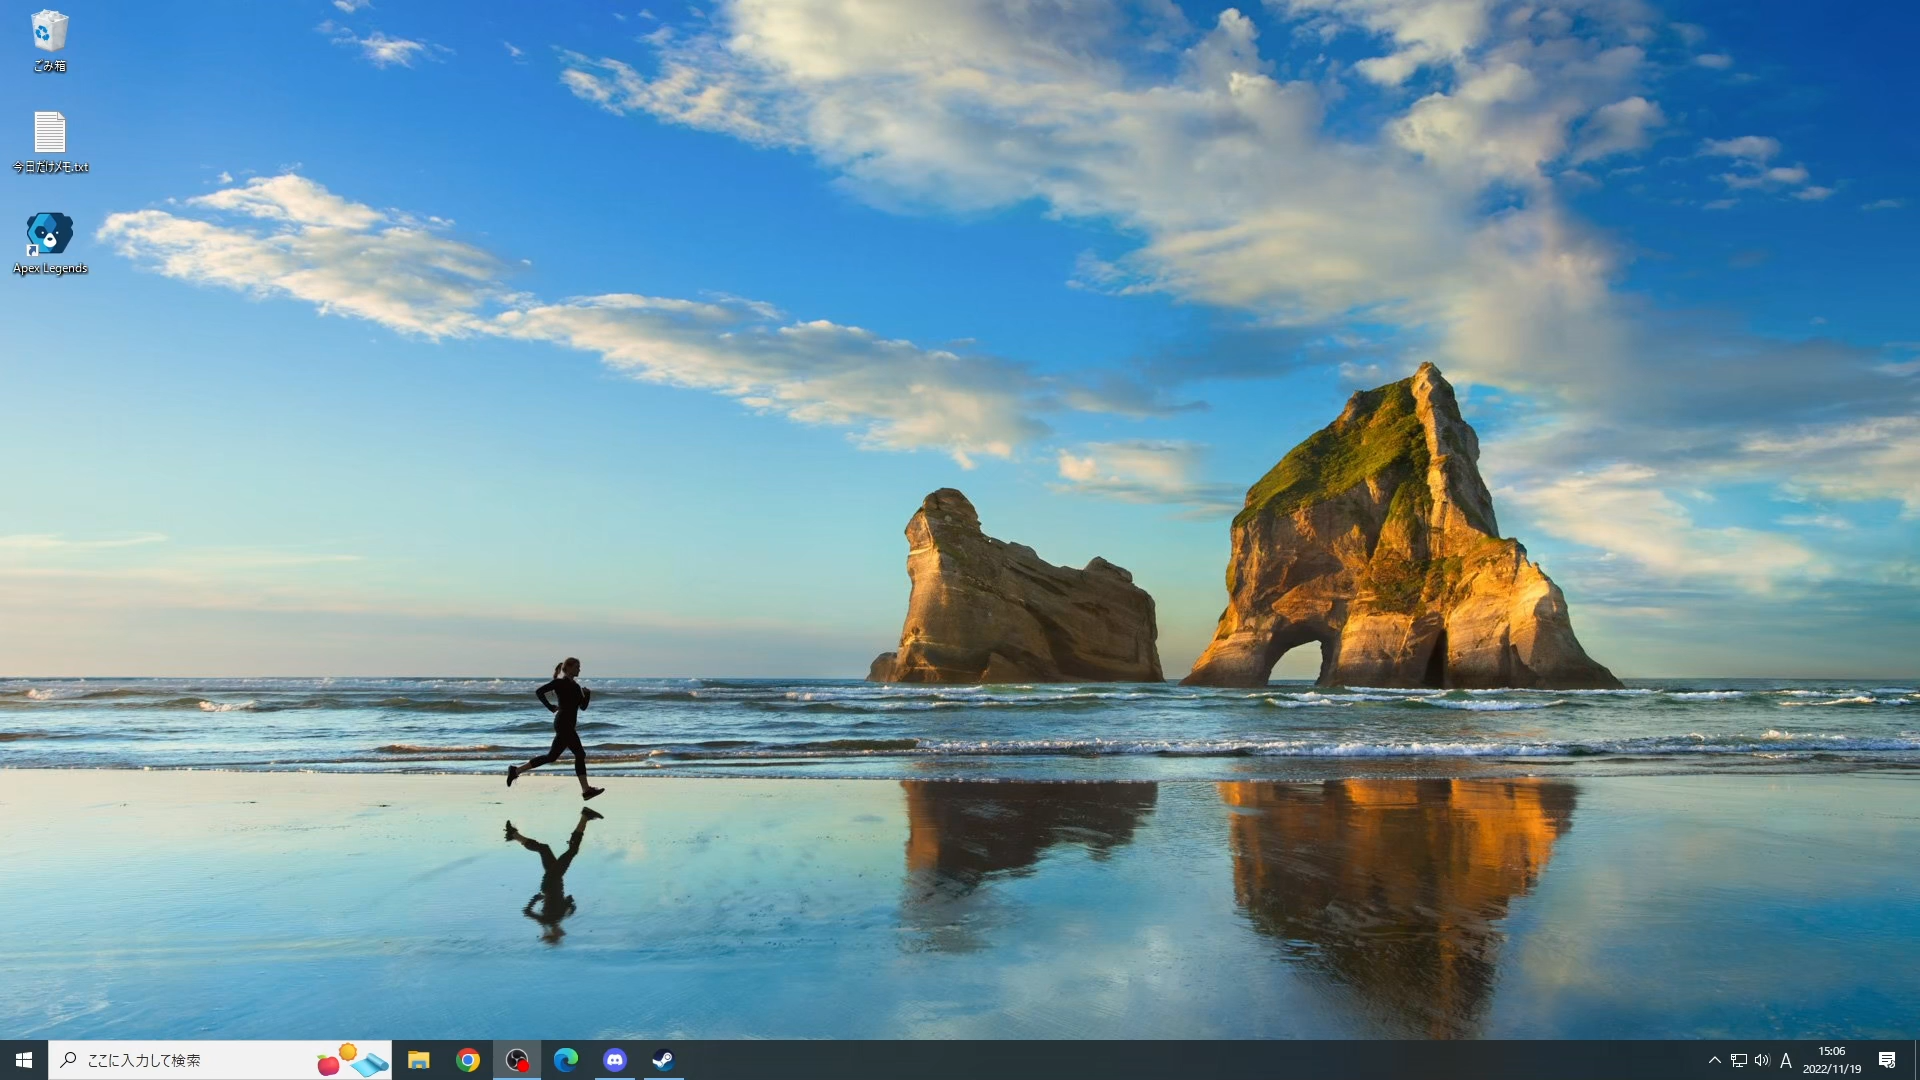 ごみ箱
今日だけメモ.txt
Apex Legends
ここに入力して検索
A
15:06
2022/11/19